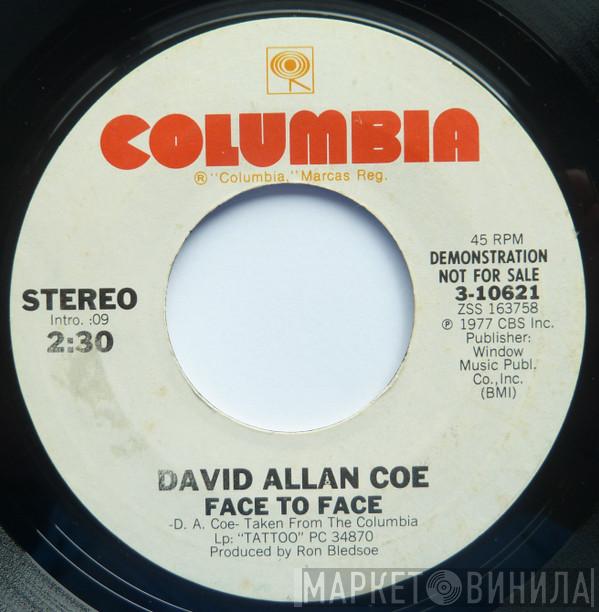 COLUMBIA
® "Columbia," Marcas Reg.
45 RPM
DEMONSTRATION
NOT FOR SALE
3-10621
ZSS 163758
℗ 1977 CBS Inc.
Publisher:
Window
Music Publ.
Co., Inc.
(BMI)
STEREO
Intro. :09
2:30
DAVID ALLAN COE
FACE TO FACE
-D. A. Coe- Taken From The Columbia
Lp: "TATTOO" PC 34870
Produced by Ron Bledsoe
МАРКЕТ ВИНИЛА